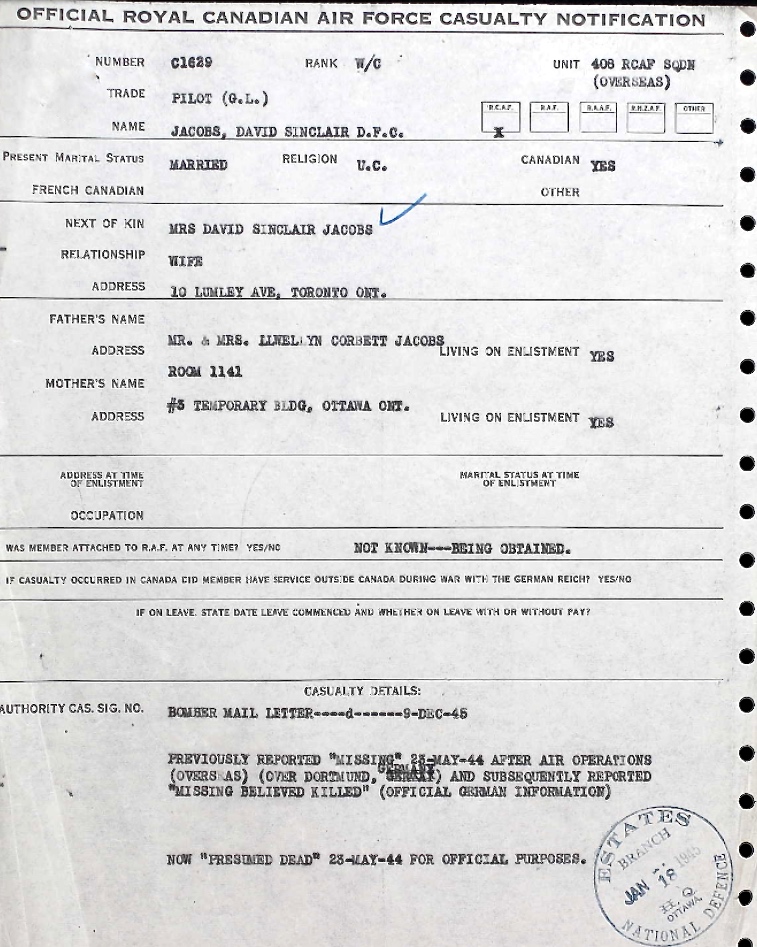 OFFICIAL ROYAL CANADIAN AIR FORCE CASUALTY NOTIFICATION
NUMBER C1629 RANK W/C UNIT 408 RCAF SQDN
(OVERSEAS)
TRADE PILOT (G.L.)
R.C.A.F. R.A.F. R.A.A.F. R.N.Z.A.F. OTHER
NAME JACOBS, DAVID SINCLAIR D.F.C. X
PRESENT MARITAL STATUS MARRIED RELIGION U.C. CANADIAN YES
FRENCH CANADIAN OTHER
NEXT OF KIN MRS DAVID SINCLAIR JACOBS
RELATIONSHIP WIFE
ADDRESS 10 LUMLEY AVE, TORONTO ONT.
FATHER'S NAME
MR. & MRS. LLWELLYN CORBETT JACOBS
ADDRESS LIVING ON ENLISTMENT YES
ROOM 1141
MOTHER'S NAME
#5 TEMPORARY BLDG, OTTAWA ONT.
ADDRESS LIVING ON ENLISTMENT YES
ADDRESS AT TIME OF ENLISTMENT MARITAL STATUS AT TIME OF ENLISTMENT
OCCUPATION
WAS MEMBER ATTACHED TO R.A.F. AT ANY TIME? YES/NO NOT KNOWN---BEING OBTAINED.
IF CASUALTY OCCURRED IN CANADA DID MEMBER HAVE SERVICE OUTSIDE CANADA DURING WAR WITH THE GERMAN REICH? YES/NO
IF ON LEAVE, STATE DATE LEAVE COMMENCED AND WHETHER ON LEAVE WITH OR WITHOUT PAY?
CASUALTY DETAILS:
AUTHORITY CAS. SIG. NO. BOMBER MAIL LETTER----d------9-DEC-45
PREVIOUSLY REPORTED "MISSING" 23-MAY-44 AFTER AIR OPERATIONS
(OVERSEAS) (OVER DORTMUND, GERMANY) AND SUBSEQUENTLY REPORTED
"MISSING BELIEVED KILLED" (OFFICIAL GERMAN INFORMATION)
NOW "PRESUMED DEAD" 23-MAY-44 FOR OFFICIAL PURPOSES.
ESTATES
BRANCH
JAN 18
H.Q.
OTTAWA
NATIONAL DEFENCE